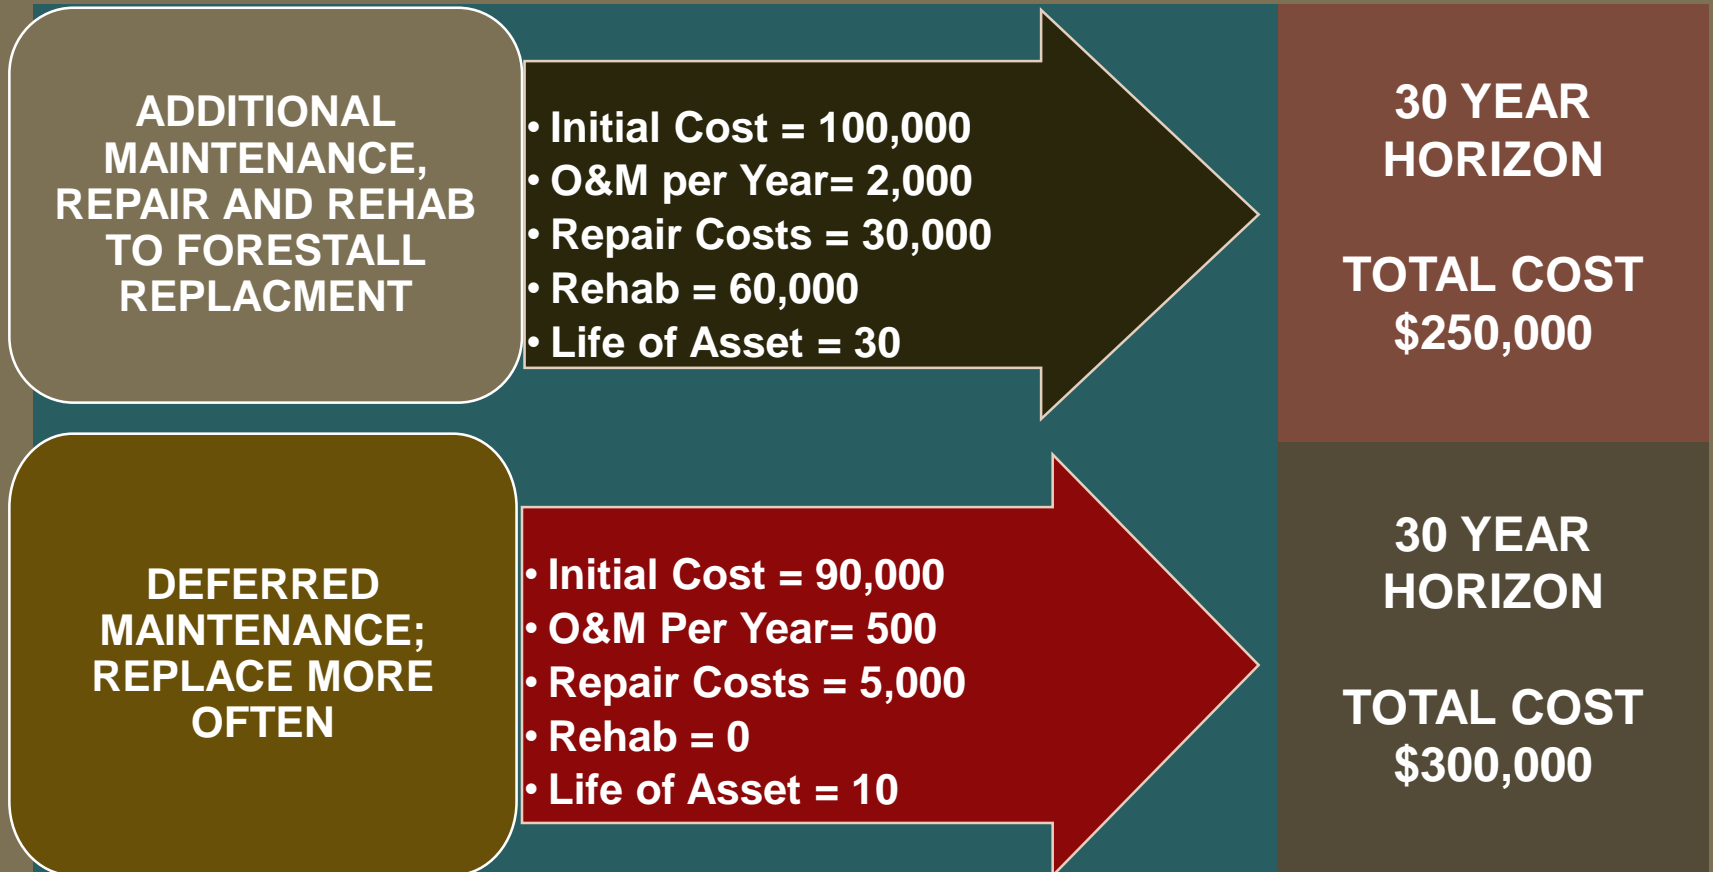 ADDITIONAL
MAINTENANCE,
REPAIR AND REHAB
TO FORESTALL
REPLACMENT
• Initial Cost = 100,000
• O&M per Year= 2,000
• Repair Costs = 30,000
• Rehab = 60,000
• Life of Asset = 30
30 YEAR
HORIZON
TOTAL COST
$250,000
DEFERRED
MAINTENANCE;
REPLACE MORE
OFTEN
• Initial Cost = 90,000
• O&M Per Year= 500
• Repair Costs = 5,000
• Rehab = 0
• Life of Asset = 10
30 YEAR
HORIZON
TOTAL COST
$300,000